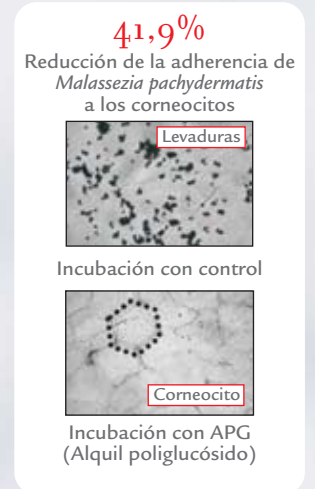 41,9%
Reducción de la adherencia de
Malassezia pachydermatis
a los corneocitos
Levaduras
Incubación con control
Corneocito
Incubación con APG
(Alquil poliglucósido)